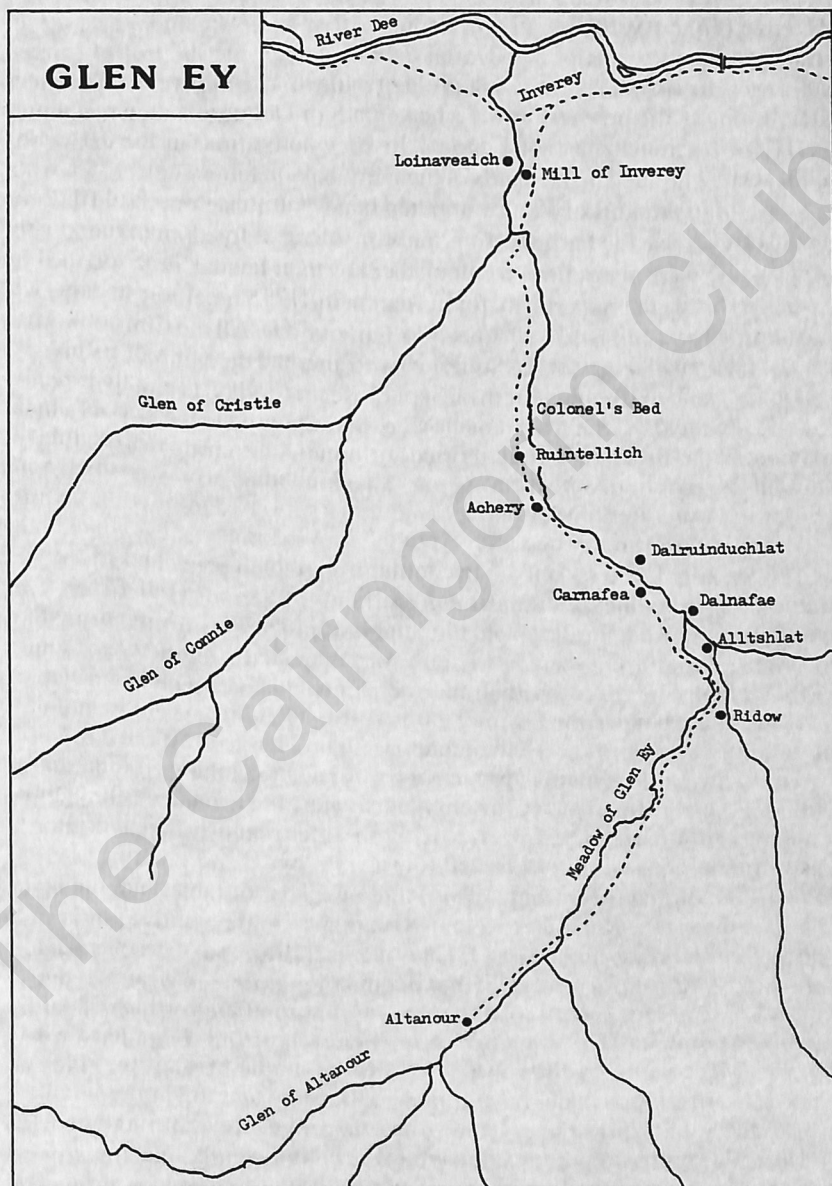 GLEN EY
River Dee
Inverey
Loinaveaich
Mill of Inverey
Glen of Cristie
Colonel's Bed
Ruintellich
Achery
Dalruinduchlat
Carnafea
Dalnafae
Glen of Connie
Alltshlat
Ridow
Meadow of Glen Ey
Altanour
Glen of Altanour
The Cairngorm Club